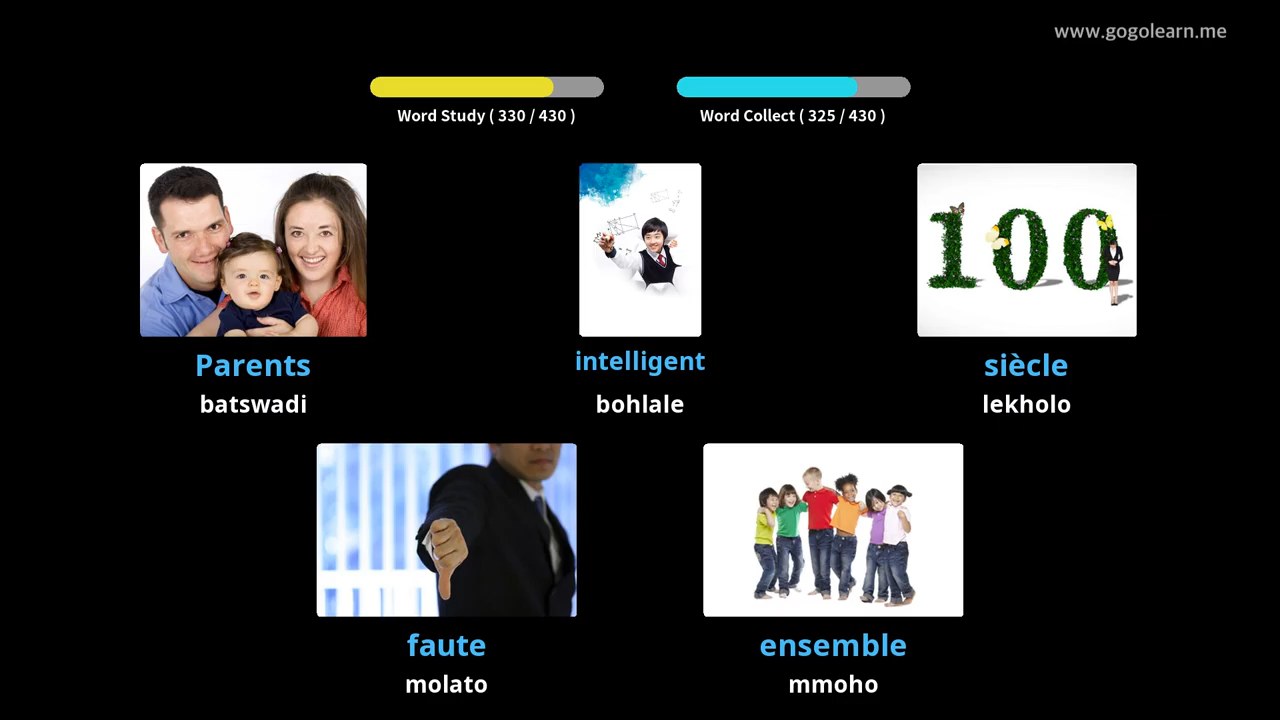 www.gogolearn.me
Word Study ( 330 / 430 )
Word Collect ( 325 / 430 )
100
Parents
intelligent
siècle
batswadi
bohlale
lekholo
faute
ensemble
molato
mmoho